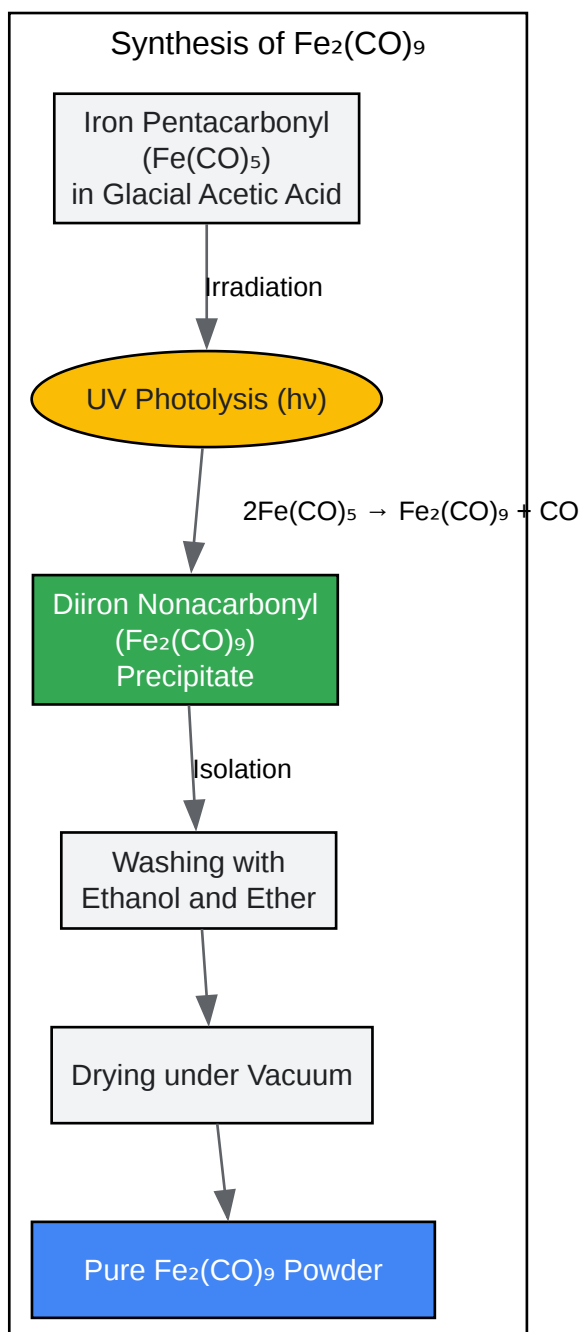 Synthesis of Fe₂(CO)₉
Iron Pentacarbonyl
(Fe(CO)₅)
in Glacial Acetic Acid
Irradiation
UV Photolysis (hν)
2Fe(CO)₅ → Fe₂(CO)₉ + CO
Diiron Nonacarbonyl
(Fe₂(CO)₉)
Precipitate
Isolation
Washing with
Ethanol and Ether
Drying under Vacuum
Pure Fe₂(CO)₉ Powder